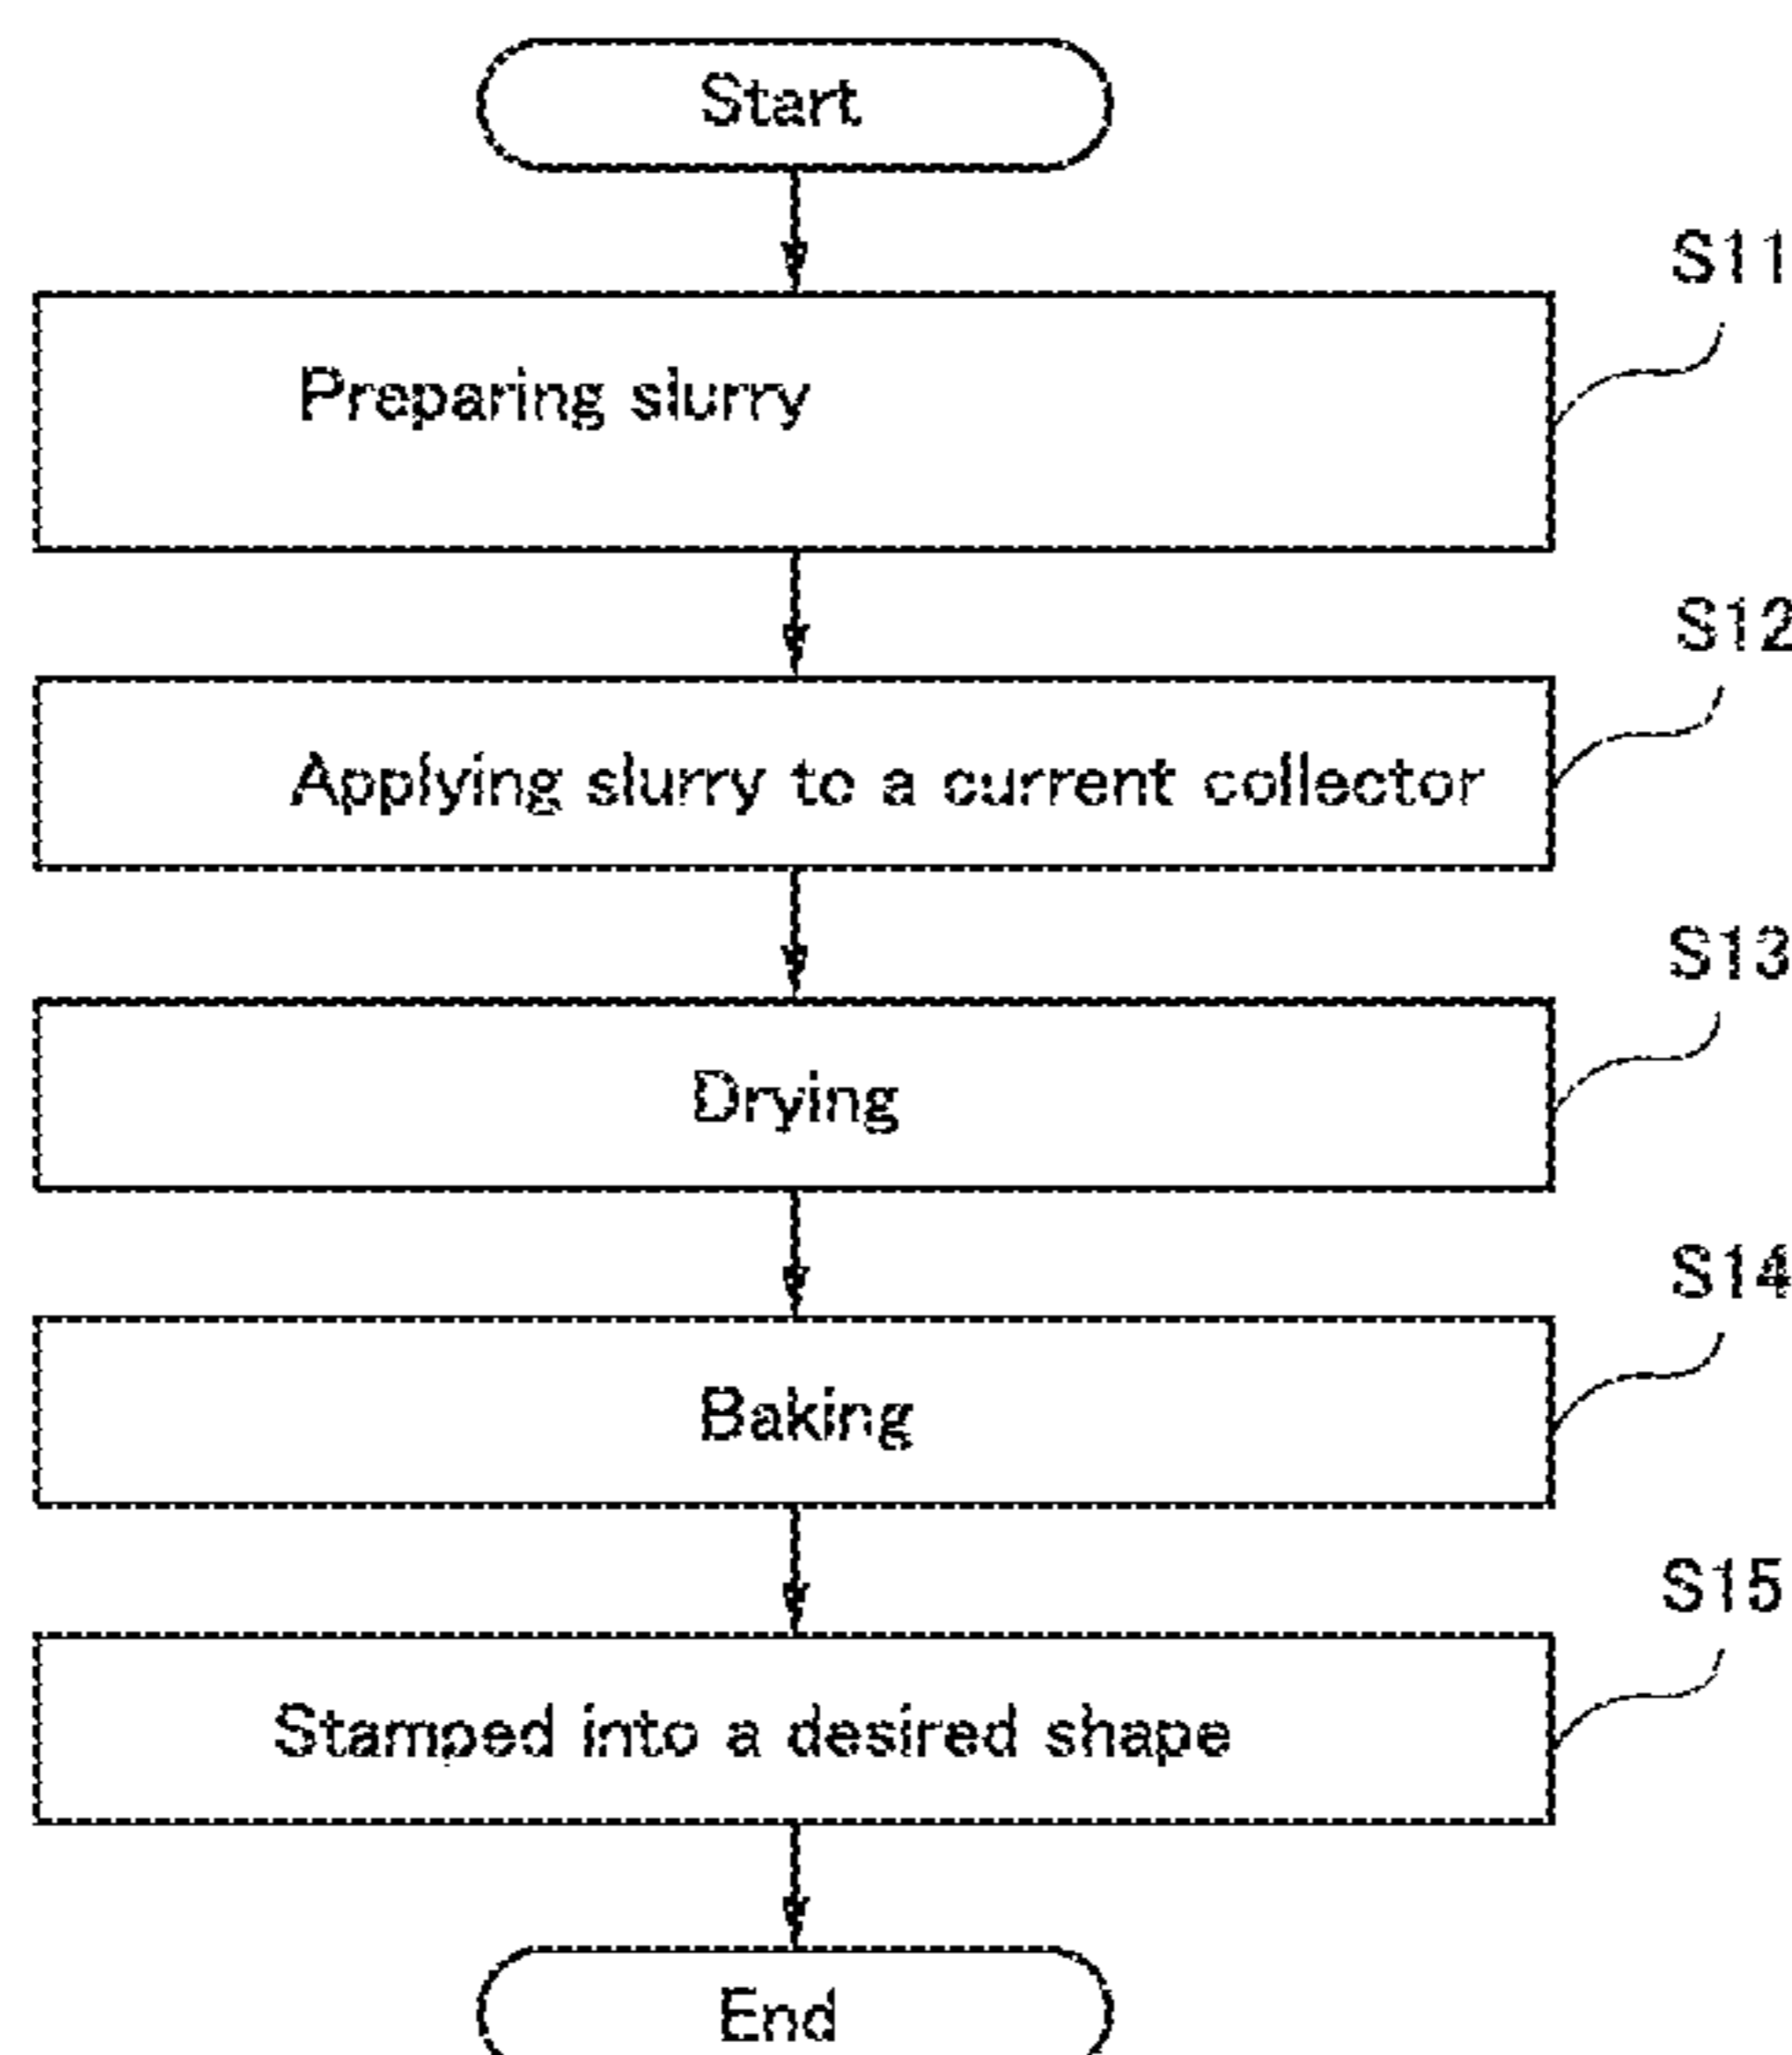 Start
S11
Preparing slurry
S12
Applying slurry to a current collector
S13
Drying
S14
Baking
S15
Stamped into a desired shape
End